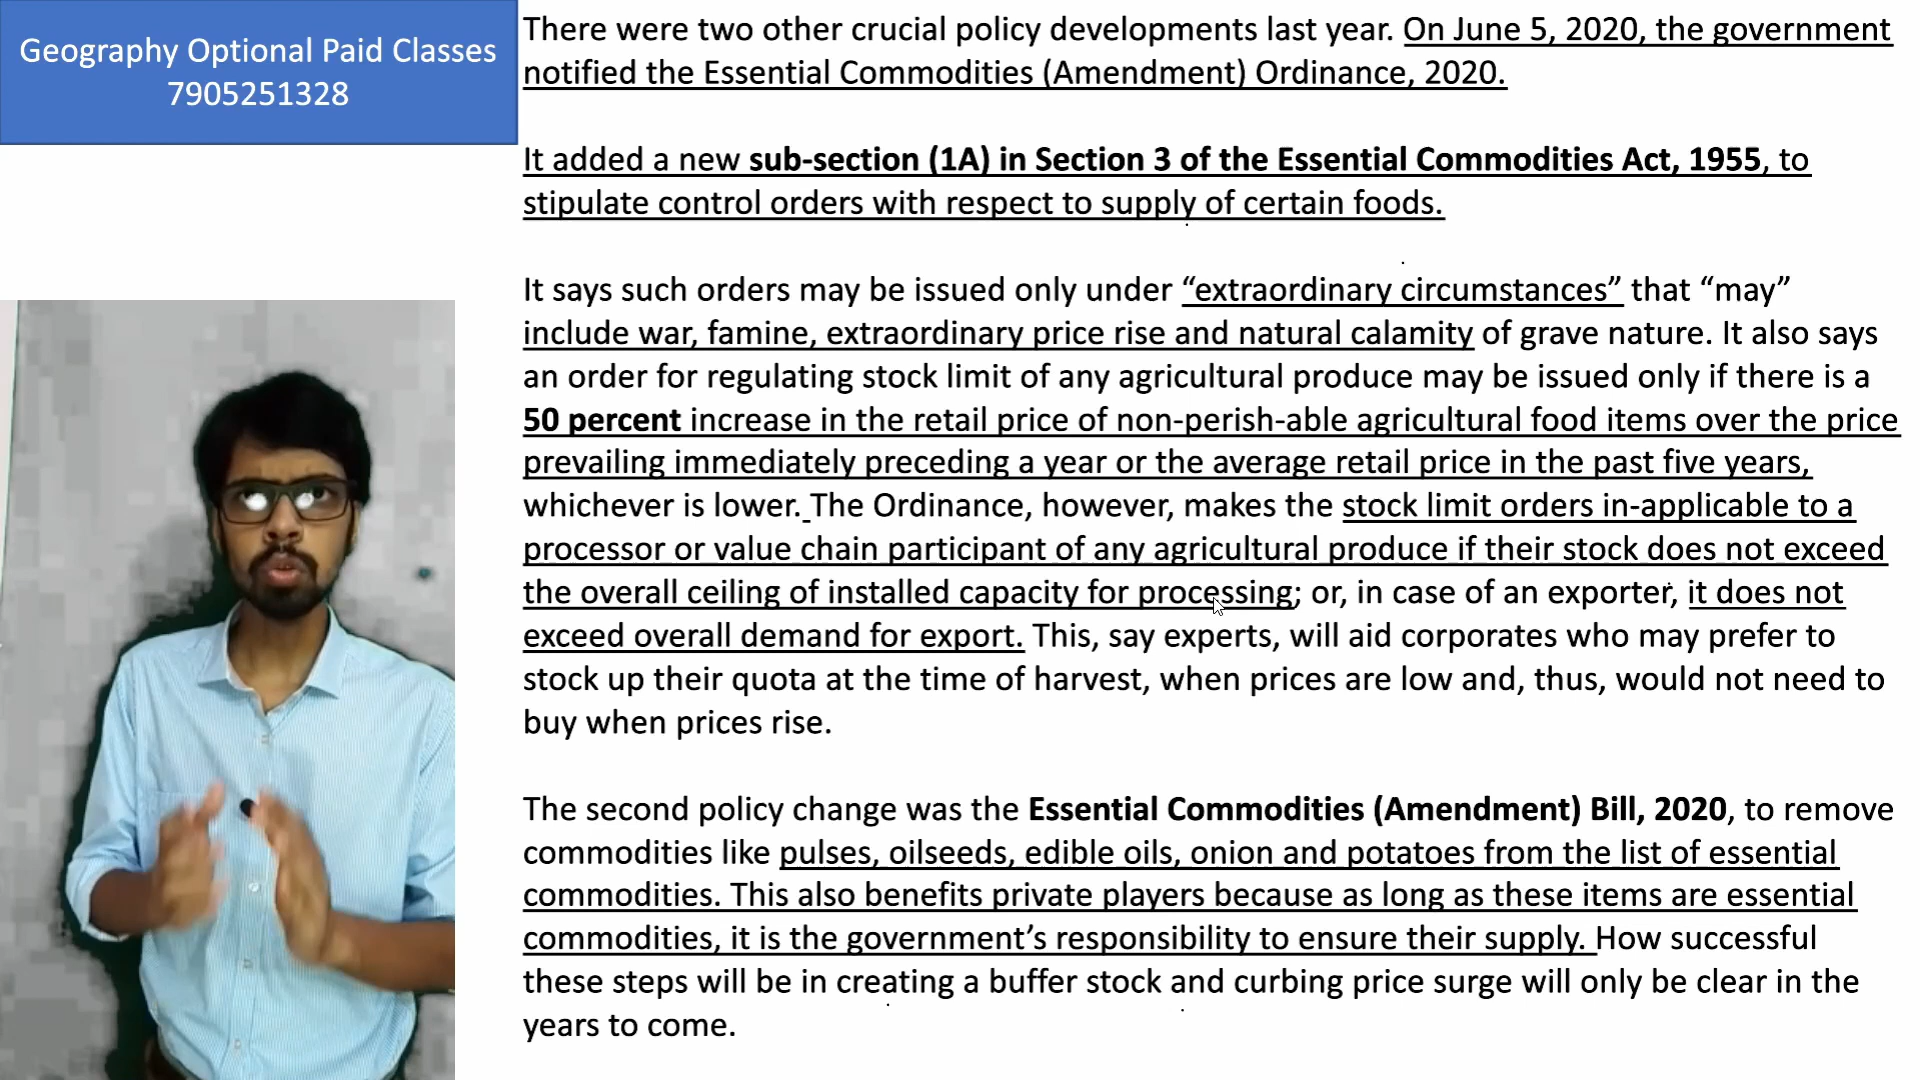 Geography Optional Paid Classes
7905251328
There were two other crucial policy developments last year. On June 5, 2020, the government
notified the Essential Commodities (Amendment) Ordinance, 2020.
It added a new sub-section (1A) in Section 3 of the Essential Commodities Act, 1955, to
stipulate control orders with respect to supply of certain foods.
It says such orders may be issued only under “extraordinary circumstances” that “may”
include war, famine, extraordinary price rise and natural calamity of grave nature. It also says
an order for regulating stock limit of any agricultural produce may be issued only if there is a
50 percent increase in the retail price of non-perish-able agricultural food items over the price
prevailing immediately preceding a year or the average retail price in the past five years,
whichever is lower. The Ordinance, however, makes the stock limit orders in-applicable to a
processor or value chain participant of any agricultural produce if their stock does not exceed
the overall ceiling of installed capacity for processing; or, in case of an exporter, it does not
exceed overall demand for export. This, say experts, will aid corporates who may prefer to
stock up their quota at the time of harvest, when prices are low and, thus, would not need to
buy when prices rise.
The second policy change was the Essential Commodities (Amendment) Bill, 2020, to remove
commodities like pulses, oilseeds, edible oils, onion and potatoes from the list of essential
commodities. This also benefits private players because as long as these items are essential
commodities, it is the government’s responsibility to ensure their supply. How successful
these steps will be in creating a buffer stock and curbing price surge will only be clear in the
years to come.